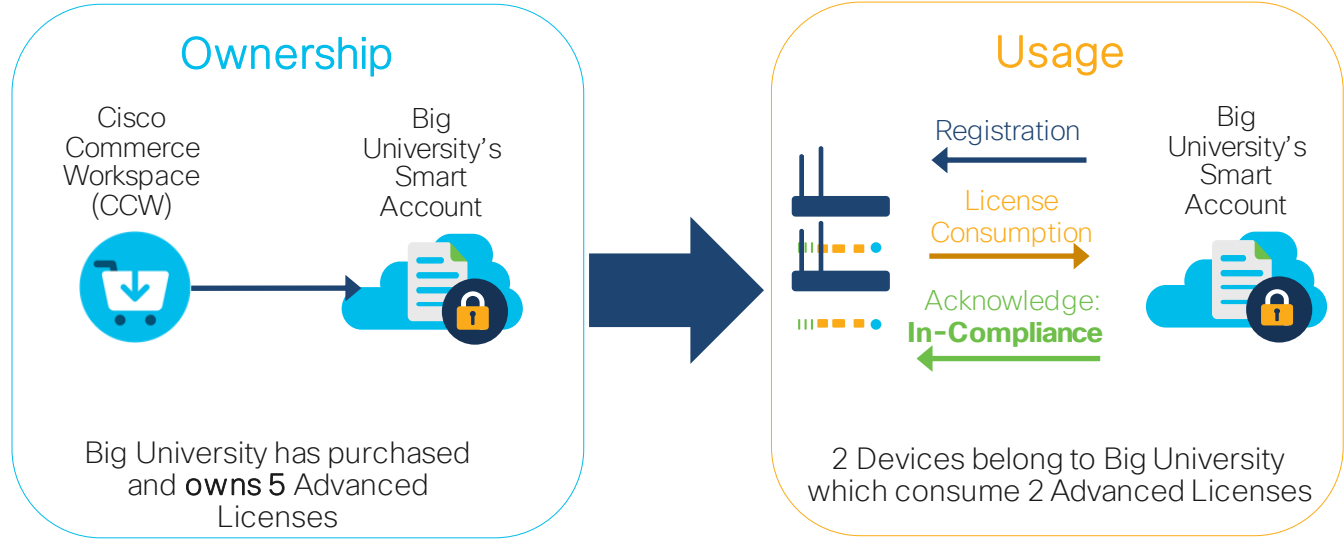 Ownership
Cisco
Commerce
Workspace
(CCW)
Big
University's
Smart
Account
Big University has purchased
and owns 5 Advanced
Licenses
Usage
Registration
License
Consumption
Acknowledge:
In-Compliance
Big
University's
Smart
Account
2 Devices belong to Big University
which consume 2 Advanced Licenses